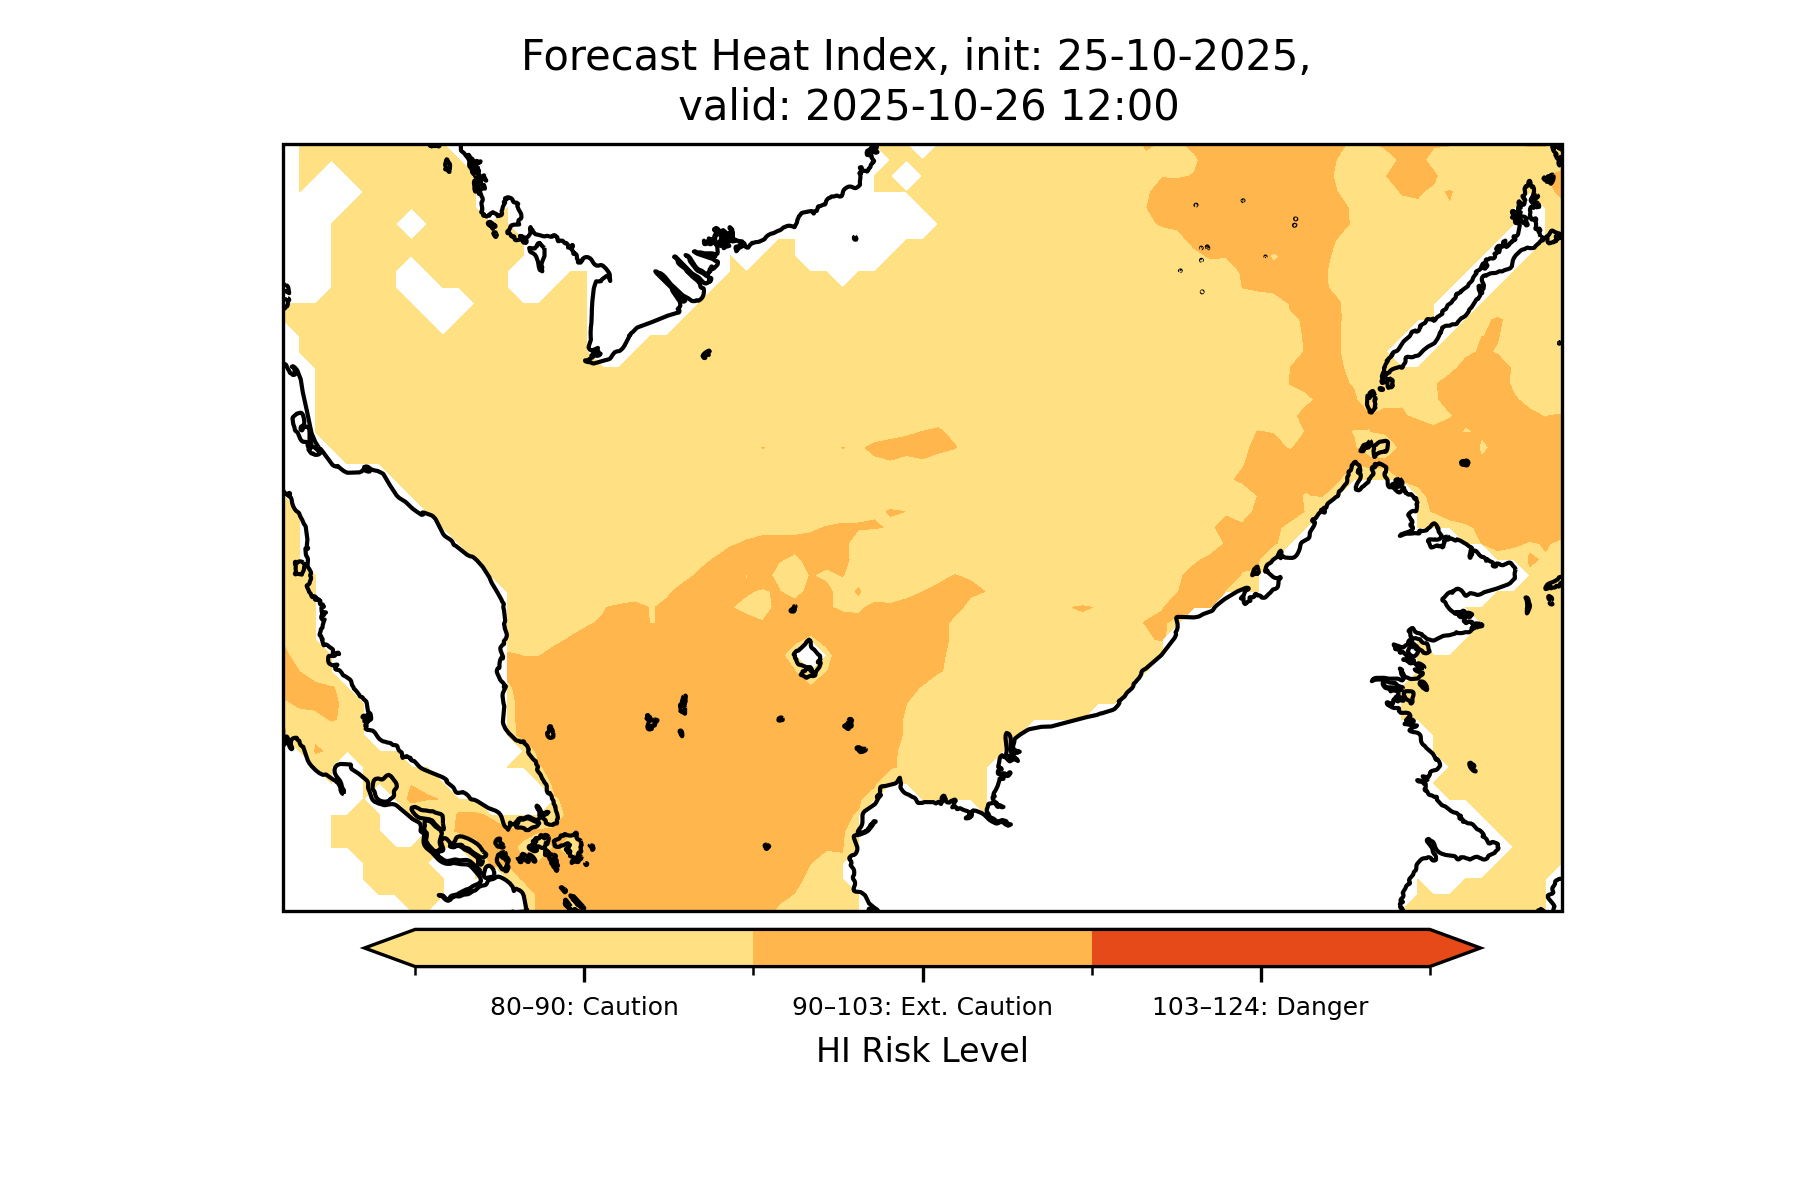 Forecast Heat Index, init: 25-10-2025,
valid: 2025-10-26 12:00
80–90: Caution
90–103: Ext. Caution
103–124: Danger
HI Risk Level